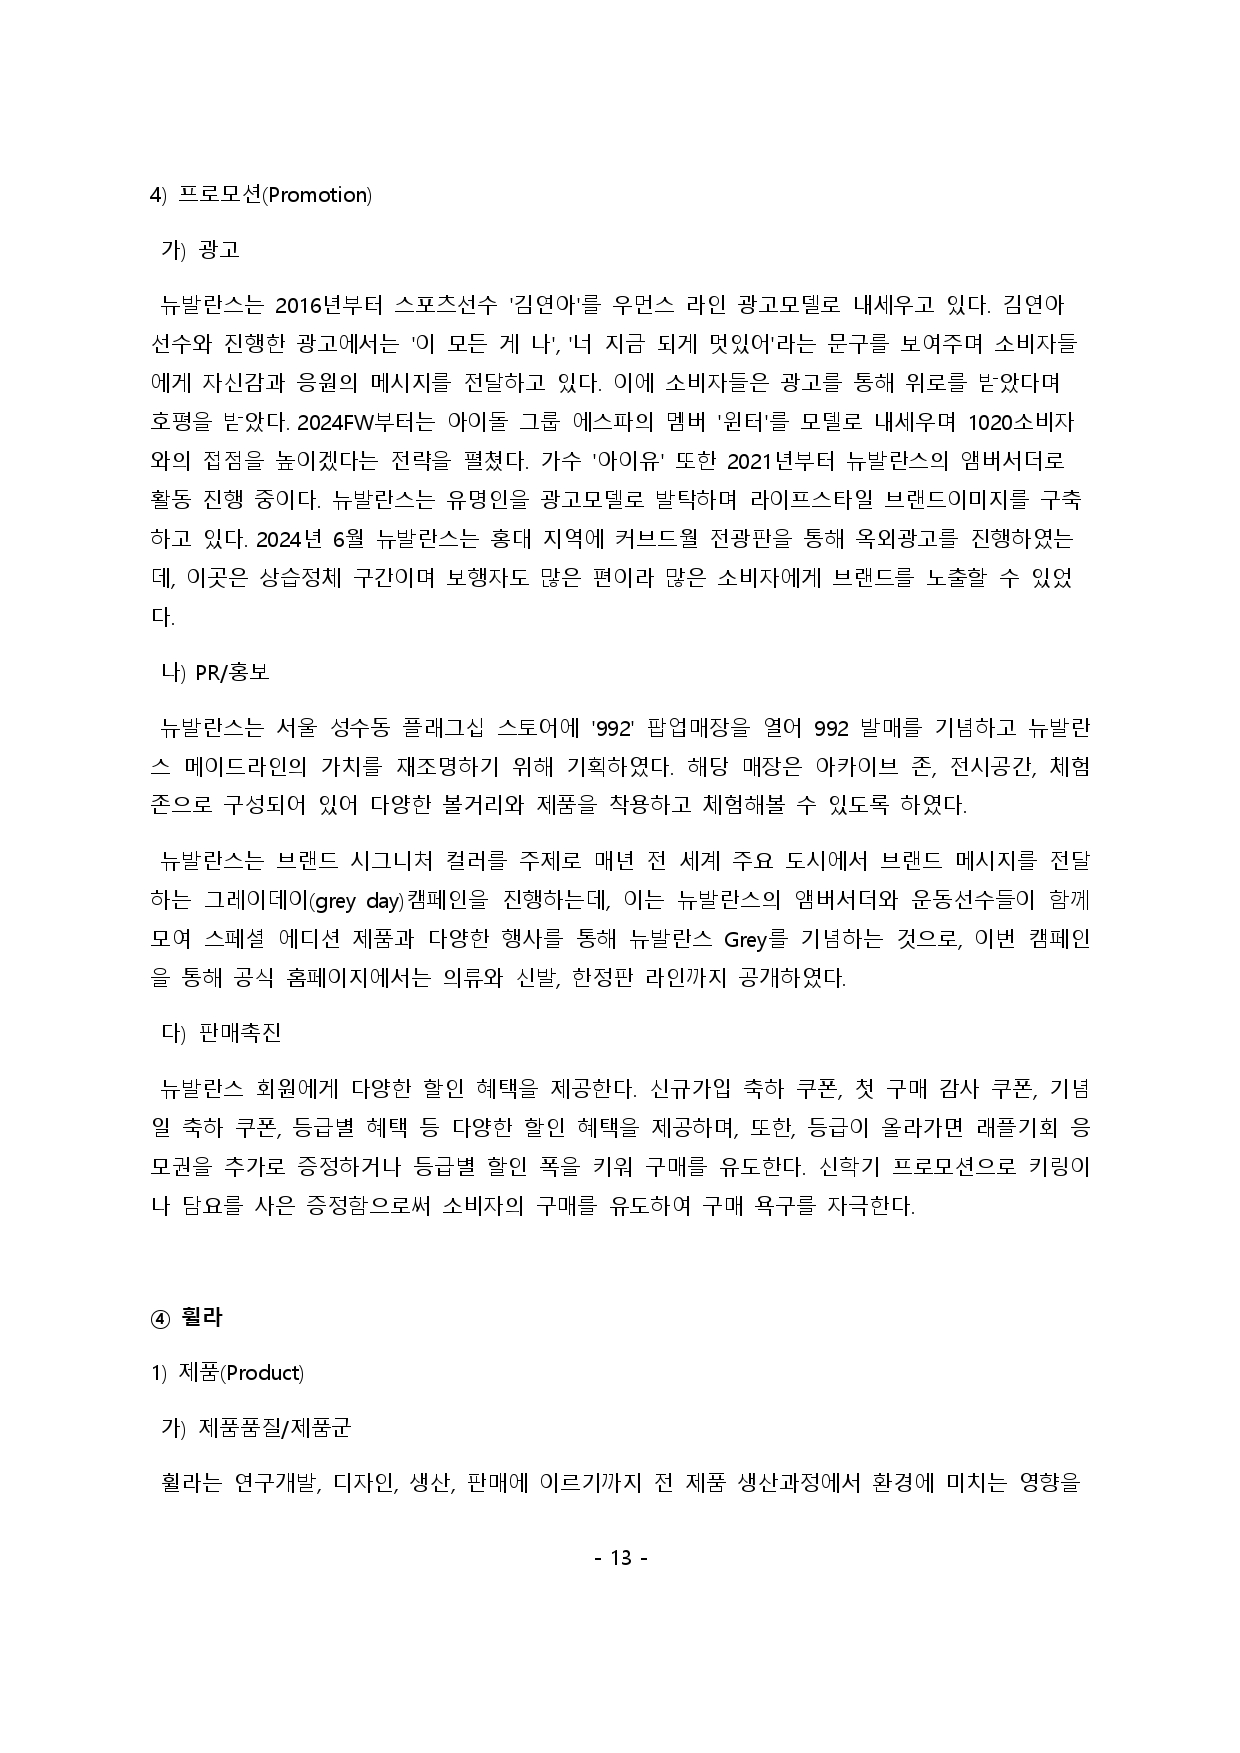 4) 프로모션(Promotion)
가) 광고
뉴발란스는 2016년부터 스포츠선수 '김연아'를 우먼스 라인 광고모델로 내세우고 있다. 김연아
선수와 진행한 광고에서는 '이 모든 게 나', '너 지금 되게 멋있어'라는 문구를 보여주며 소비자들
에게 자신감과 응원의 메시지를 전달하고 있다. 이에 소비자들은 광고를 통해 위로를 받았다며
호평을 받았다. 2024FW부터는 아이돌 그룹 에스파의 멤버 '윈터'를 모델로 내세우며 1020소비자
와의 접점을 높이겠다는 전략을 펼쳤다. 가수 '아이유' 또한 2021년부터 뉴발란스의 앰버서더로
활동 진행 중이다. 뉴발란스는 유명인을 광고모델로 발탁하며 라이프스타일 브랜드이미지를 구축
하고 있다. 2024년 6월 뉴발란스는 홍대 지역에 커브드월 전광판을 통해 옥외광고를 진행하였는
데, 이곳은 상습정체 구간이며 보행자도 많은 편이라 많은 소비자에게 브랜드를 노출할 수 있었
다.
나) PR/홍보
뉴발란스는 서울 성수동 플래그십 스토어에 '992' 팝업매장을 열어 992 발매를 기념하고 뉴발란
스 메이드라인의 가치를 재조명하기 위해 기획하였다. 해당 매장은 아카이브 존, 전시공간, 체험
존으로 구성되어 있어 다양한 볼거리와 제품을 착용하고 체험해볼 수 있도록 하였다.
뉴발란스는 브랜드 시그니처 컬러를 주제로 매년 전 세계 주요 도시에서 브랜드 메시지를 전달
하는 그레이데이(grey day)캠페인을 진행하는데, 이는 뉴발란스의 앰버서더와 운동선수들이 함께
모여 스페셜 에디션 제품과 다양한 행사를 통해 뉴발란스 Grey를 기념하는 것으로, 이번 캠페인
을 통해 공식 홈페이지에서는 의류와 신발, 한정판 라인까지 공개하였다.
다) 판매촉진
뉴발란스 회원에게 다양한 할인 혜택을 제공한다. 신규가입 축하 쿠폰, 첫 구매 감사 쿠폰, 기념
일 축하 쿠폰, 등급별 혜택 등 다양한 할인 혜택을 제공하며, 또한, 등급이 올라가면 래플기회 응
모권을 추가로 증정하거나 등급별 할인 폭을 키워 구매를 유도한다. 신학기 프로모션으로 키링이
나 담요를 사은 증정함으로써 소비자의 구매를 유도하여 구매 욕구를 자극한다.
④ 휠라
1) 제품(Product)
가) 제품품질/제품군
휠라는 연구개발, 디자인, 생산, 판매에 이르기까지 전 제품 생산과정에서 환경에 미치는 영향을
- 13 -